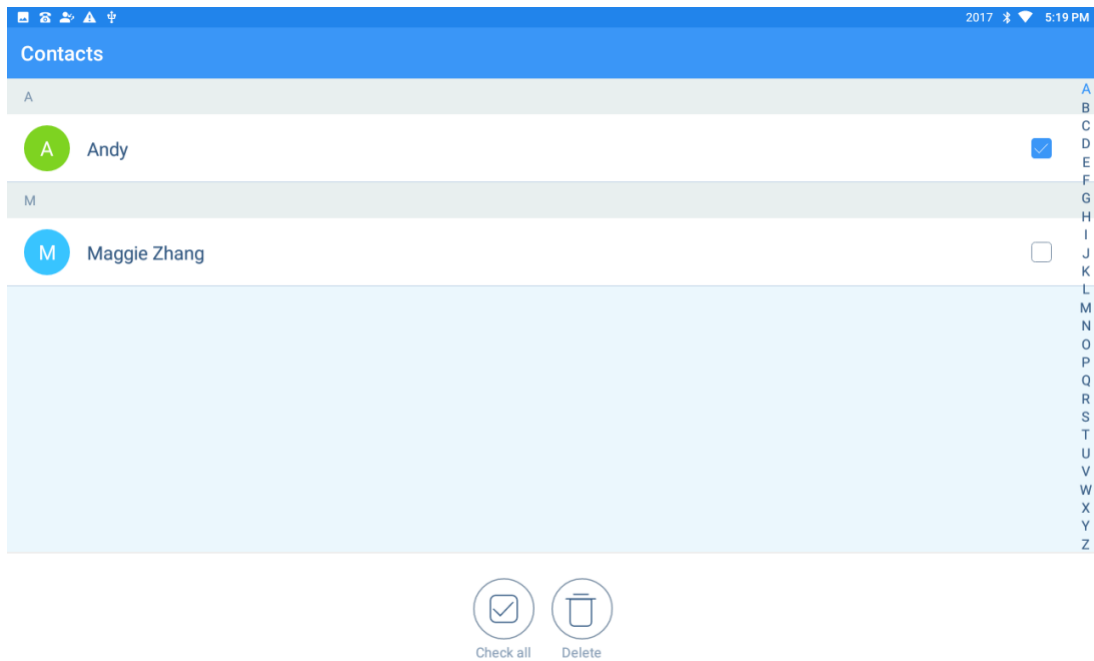 2017 5:19 PM
Contacts
A
A Andy
M
M Maggie Zhang
A
B
C
D
E
F
G
H
I
J
K
L
M
N
O
P
Q
R
S
T
U
V
W
X
Y
Z
Check all Delete